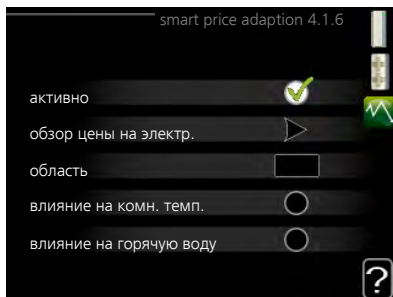 smart price adaption 4.1.6
активно
обзор цены на электр.
область
влияние на комн. темп.
влияние на горячую воду
?